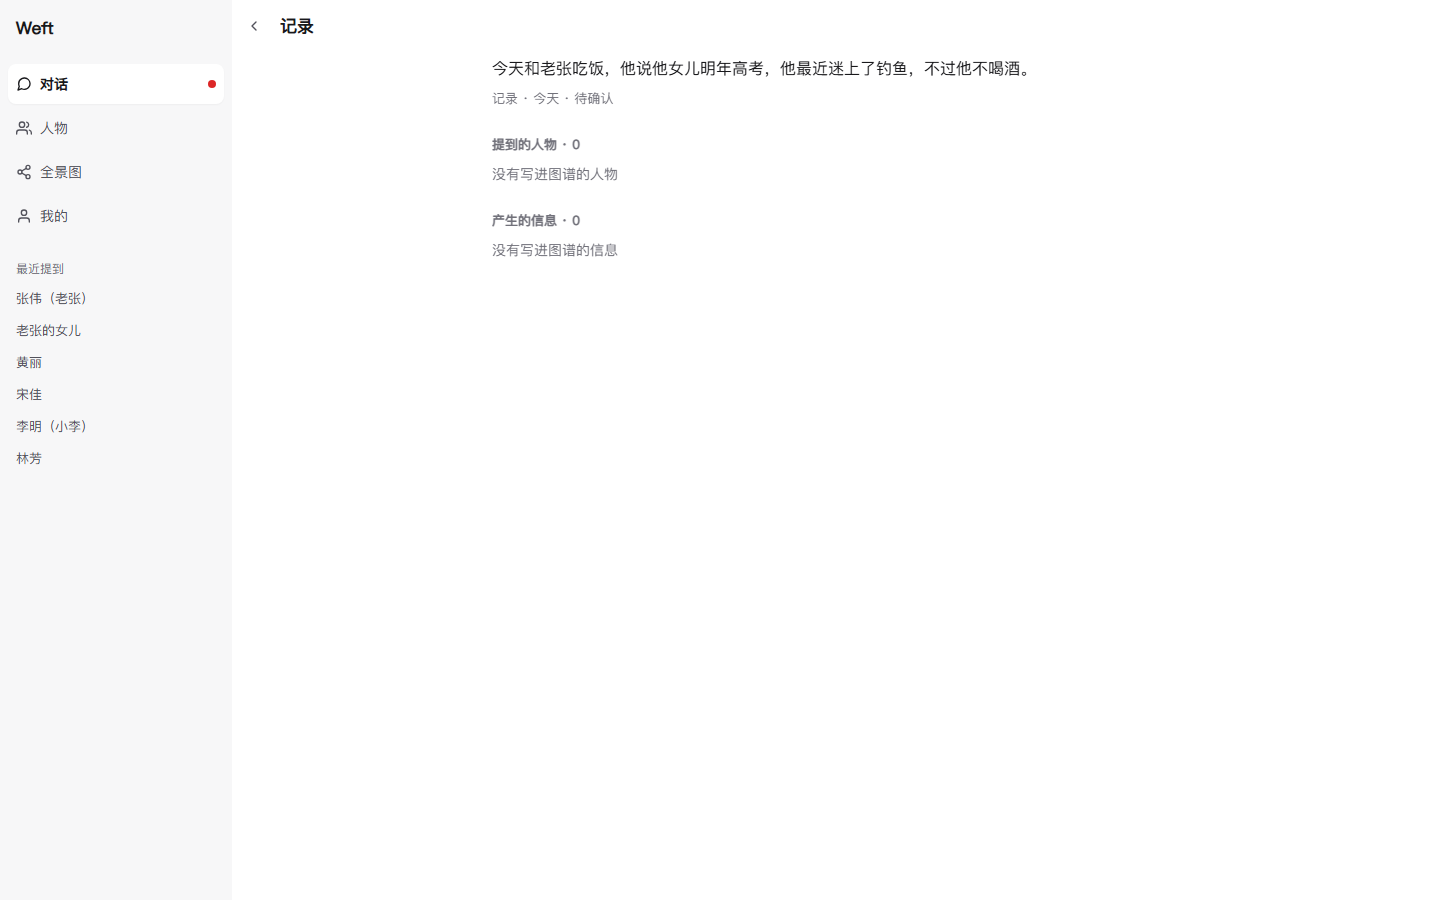 Weft
对话
人物
全景图
我的
最近提到
张伟（老张）
老张的女儿
黄丽
宋佳
李明（小李）
林芳
记录
今天和老张吃饭，他说他女儿明年高考，他最近迷上了钓鱼，不过他不喝酒。
记录 · 今天 · 待确认
提到的人物 · 0
没有写进图谱的人物
产生的信息 · 0
没有写进图谱的信息